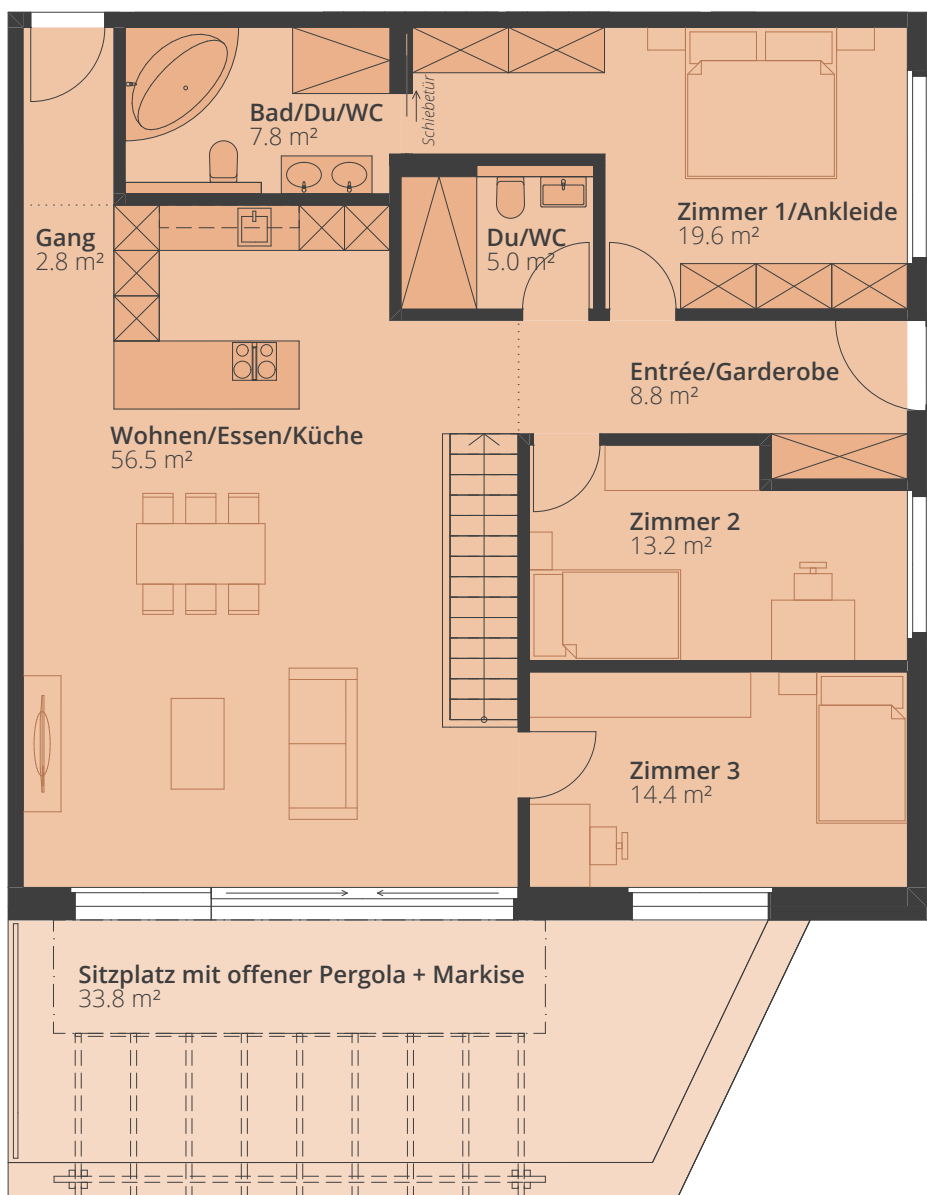 Bad/Du/WC
7.8 m²
Schiebetür
Zimmer 1/Ankleide
19.6 m²
Gang
2.8 m²
Du/WC
5.0 m²
Entrée/Garderobe
8.8 m²
Wohnen/Essen/Küche
56.5 m²
Zimmer 2
13.2 m²
Zimmer 3
14.4 m²
Sitzplatz mit offener Pergola + Markise
33.8 m²